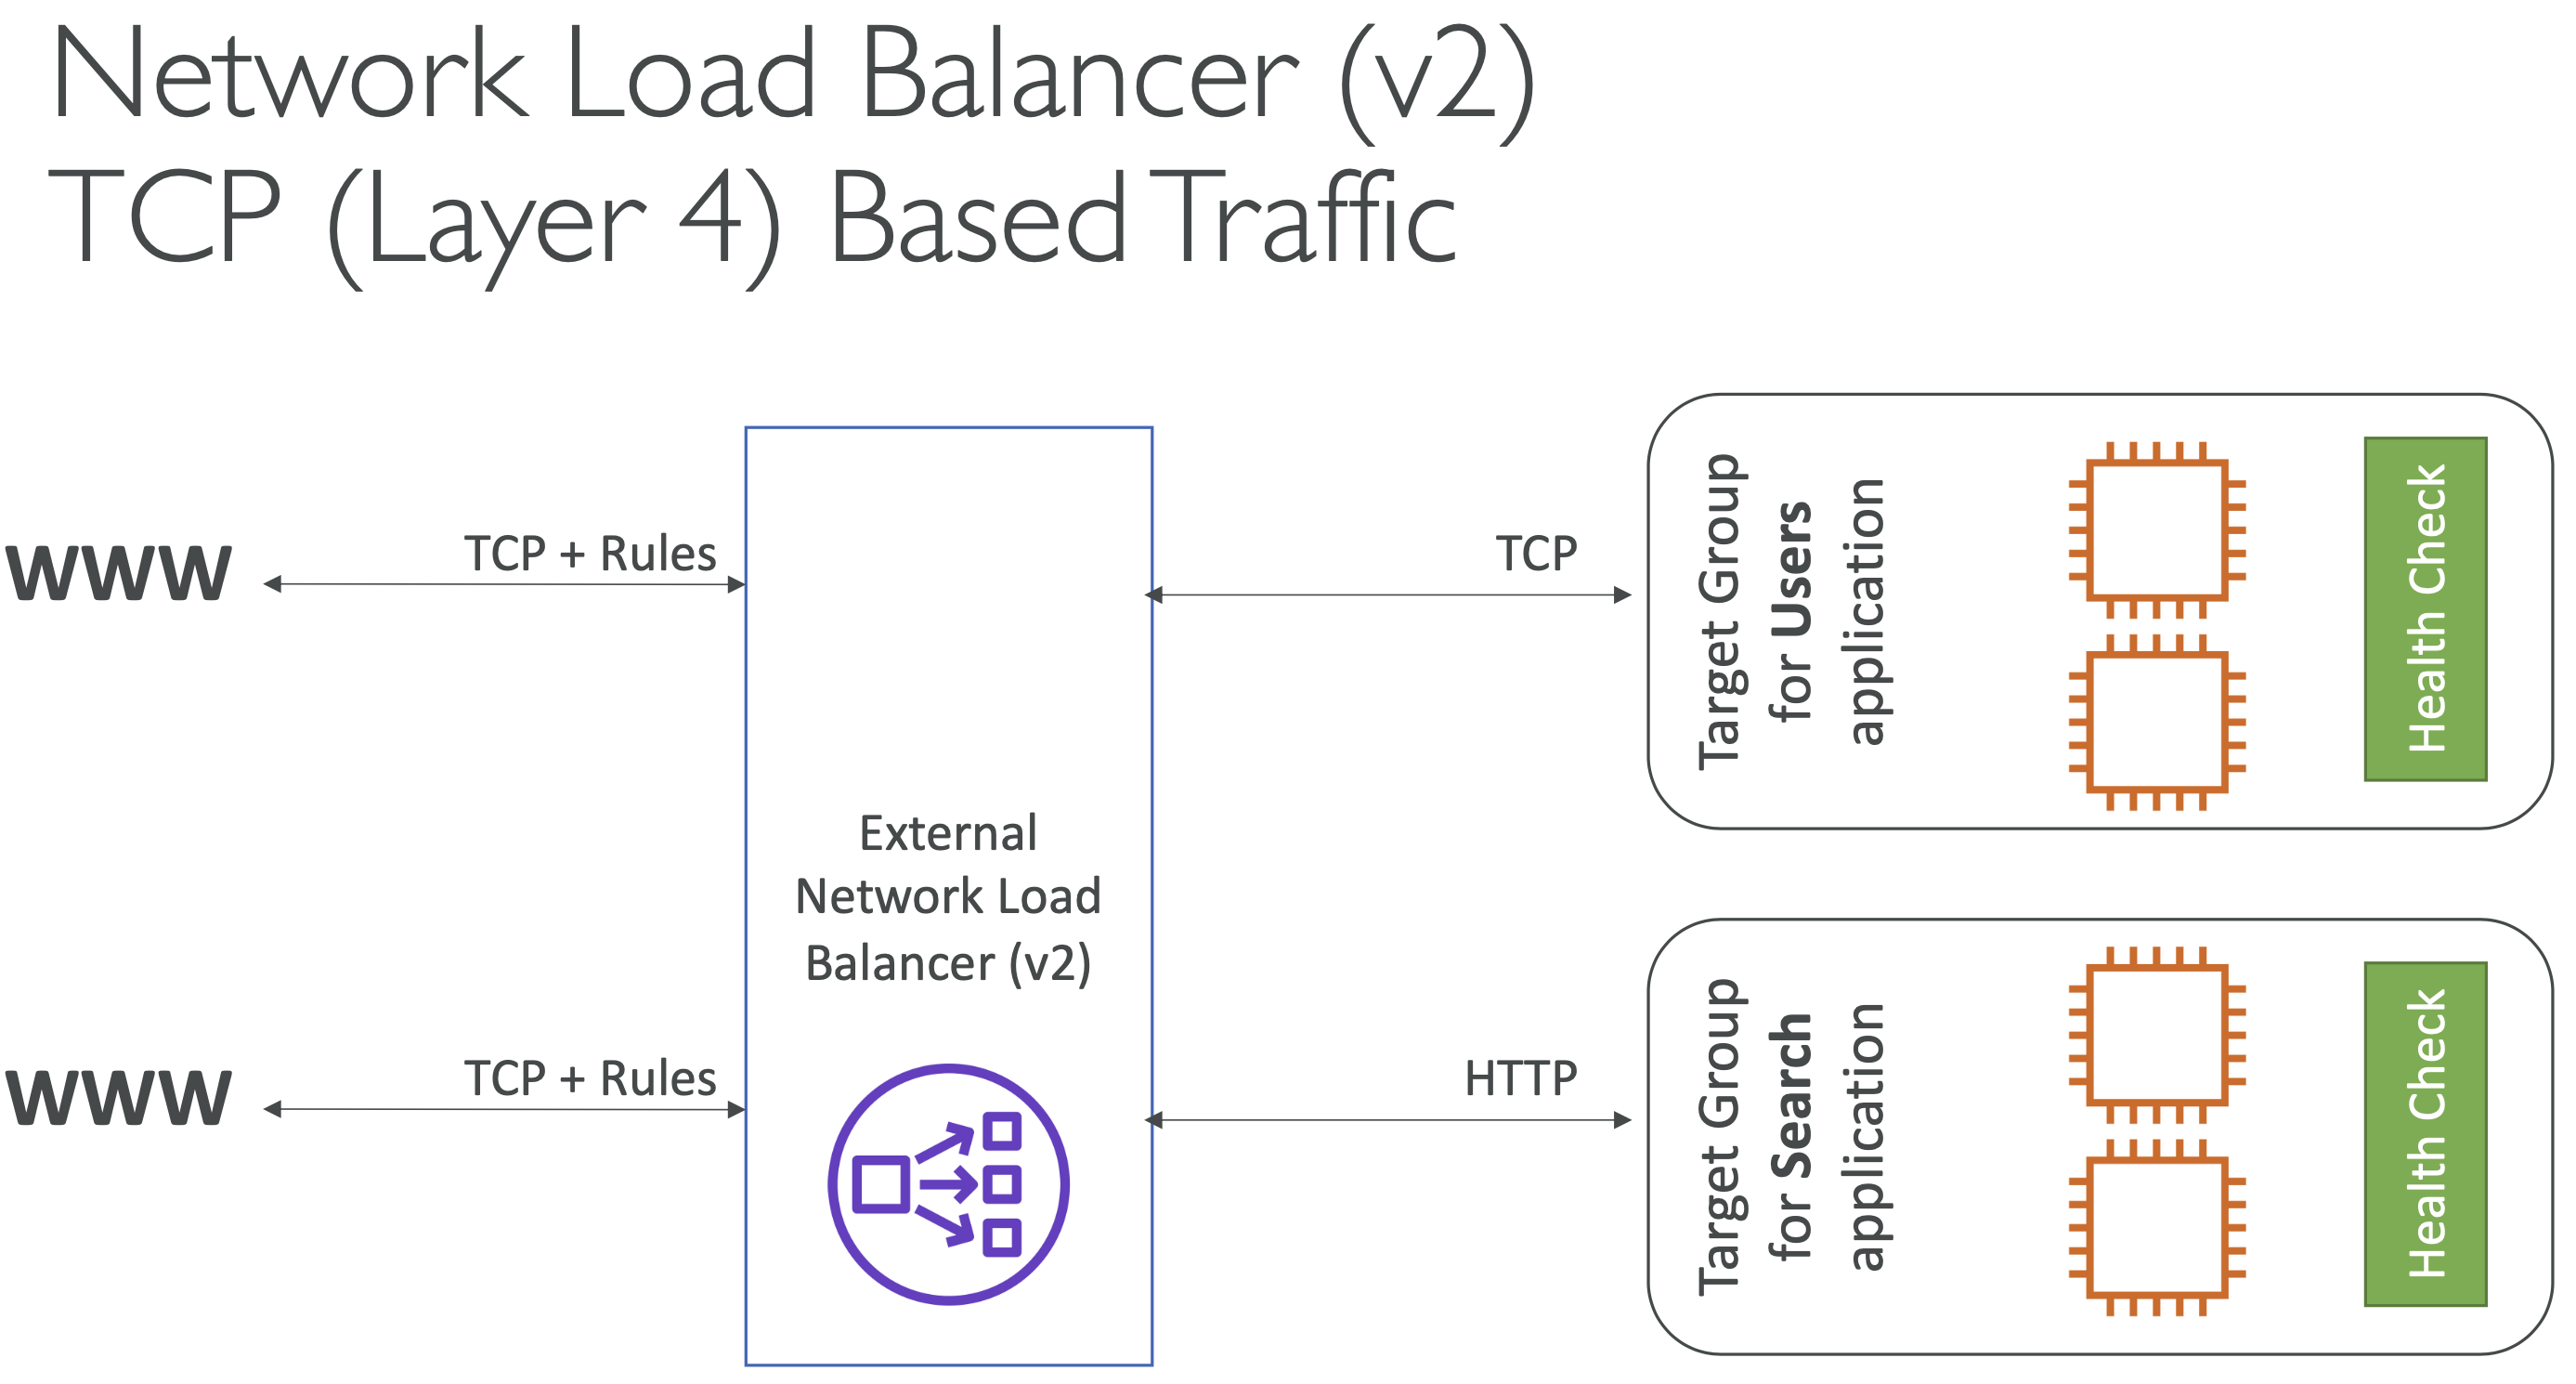 Network Load Balancer (v2)
TCP (Layer 4) Based Traffic
WWW
TCP + Rules
TCP
Target Group
for Users
application
Health Check
External
Network Load
Balancer (v2)
WWW
TCP + Rules
HTTP
Target Group
for Search
application
Health Check